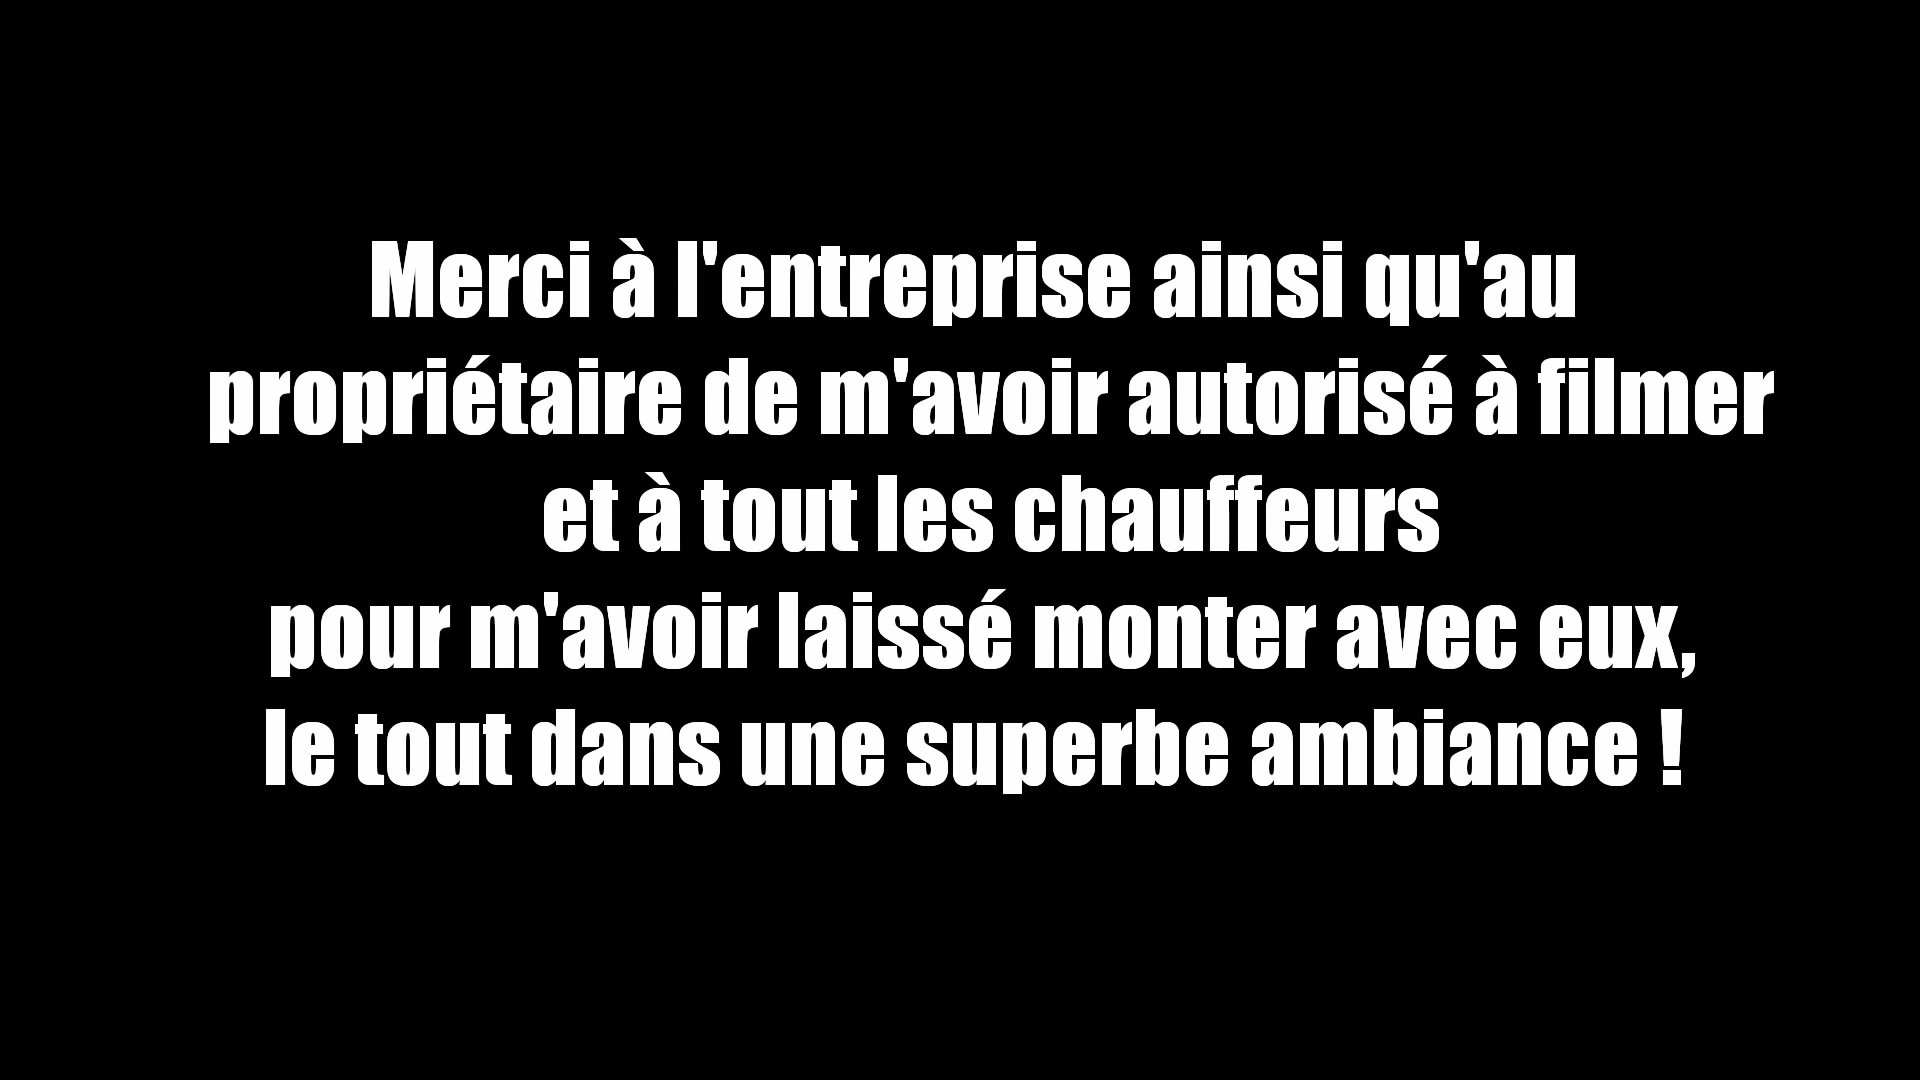 Merci à l'entreprise ainsi qu'au
propriétaire de m'avoir autorisé à filmer
et à tout les chauffeurs
pour m'avoir laissé monter avec eux,
le tout dans une superbe ambiance !